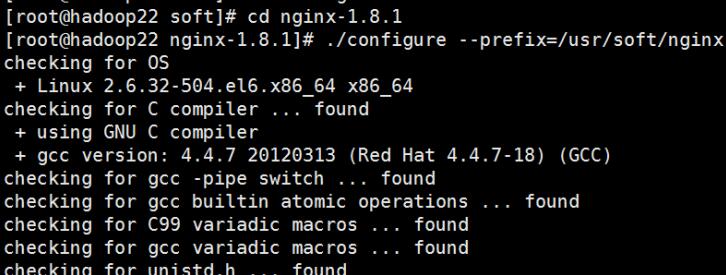 [root@hadoop22 soft]# cd nginx-1.8.1
[root@hadoop22 nginx-1.8.1]# ./configure --prefix=/usr/soft/nginx
checking for OS
+ Linux 2.6.32-504.el6.x86_64 x86_64
checking for C compiler ... found
+ using GNU C compiler
+ gcc version: 4.4.7 20120313 (Red Hat 4.4.7-18) (GCC)
checking for gcc -pipe switch ... found
checking for gcc builtin atomic operations ... found
checking for C99 variadic macros ... found
checking for gcc variadic macros ... found
checking for unistd.h ... found